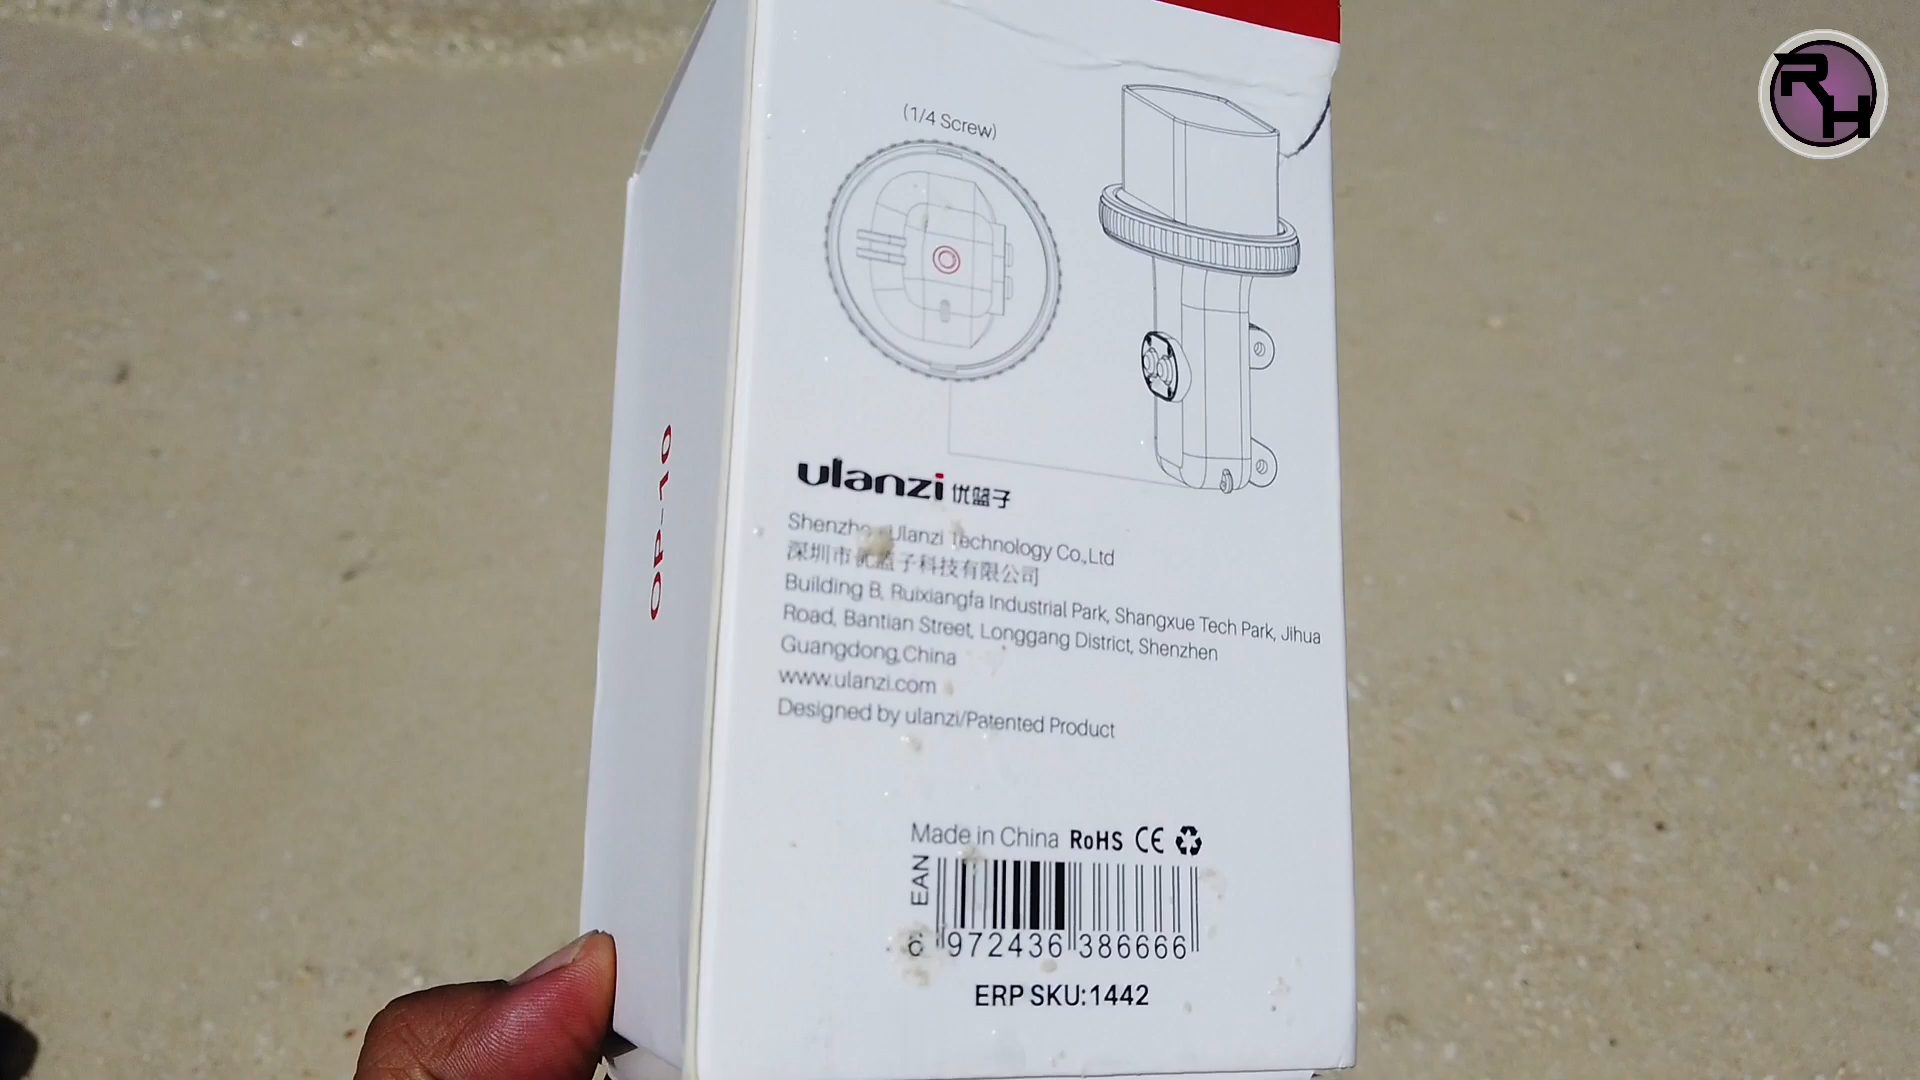 RH
(1/4 Screw)
OP-10
ulanzi 优篮子
Ulanzi Technology Co.,Ltd
深圳市优篮子科技有限公司
Building B, Ruixiangfa Industrial Park, Shangxue Tech Park, Jihua
Road, Bantian Street, Longgang District, Shenzhen
Guangdong,China
www.ulanzi.com
Designed by ulanzi/Patented Product
Made in China RoHS CE
EAN
6 972436 386666
ERP SKU:1442